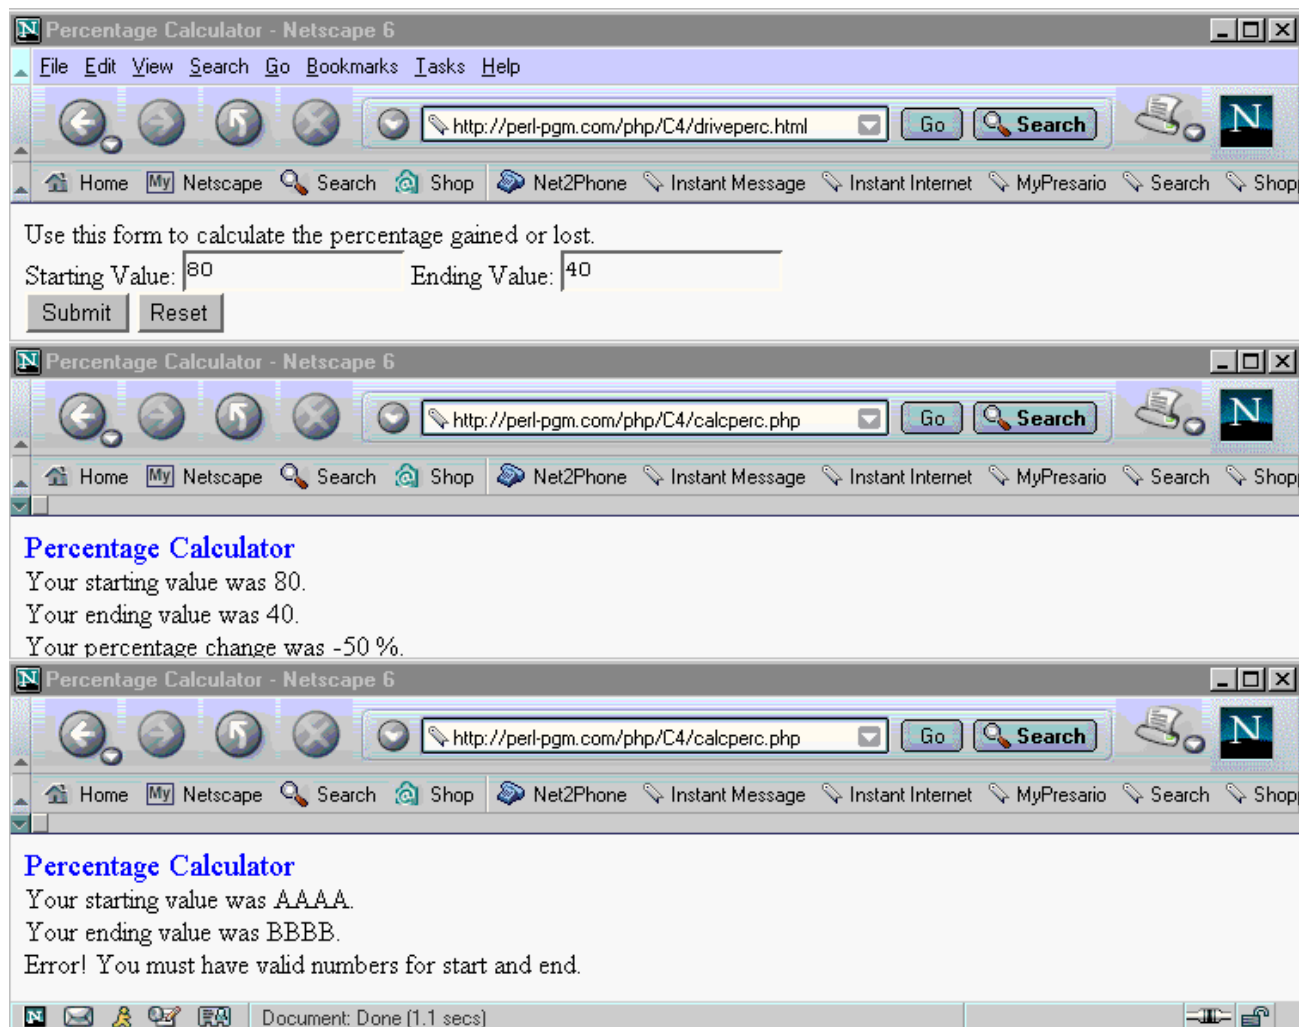 N Percentage Calculator - Netscape 6
File Edit View Search Go Bookmarks Tasks Help
http://perl-pgm.com/php/C4/driveperc.html Go Search N
Home My Netscape Search Shop Net2Phone Instant Message Instant Internet MyPresario Search Shop
Use this form to calculate the percentage gained or lost.
Starting Value: 80 Ending Value: 40
Submit Reset
N Percentage Calculator - Netscape 6
http://perl-pgm.com/php/C4/calcperc.php Go Search N
Home My Netscape Search Shop Net2Phone Instant Message Instant Internet MyPresario Search Shop
Percentage Calculator
Your starting value was 80.
Your ending value was 40.
Your percentage change was -50 %.
N Percentage Calculator - Netscape 6
http://perl-pgm.com/php/C4/calcperc.php Go Search N
Home My Netscape Search Shop Net2Phone Instant Message Instant Internet MyPresario Search Shop
Percentage Calculator
Your starting value was AAAA.
Your ending value was BBBB.
Error! You must have valid numbers for start and end.
N Document: Done (1.1 secs)